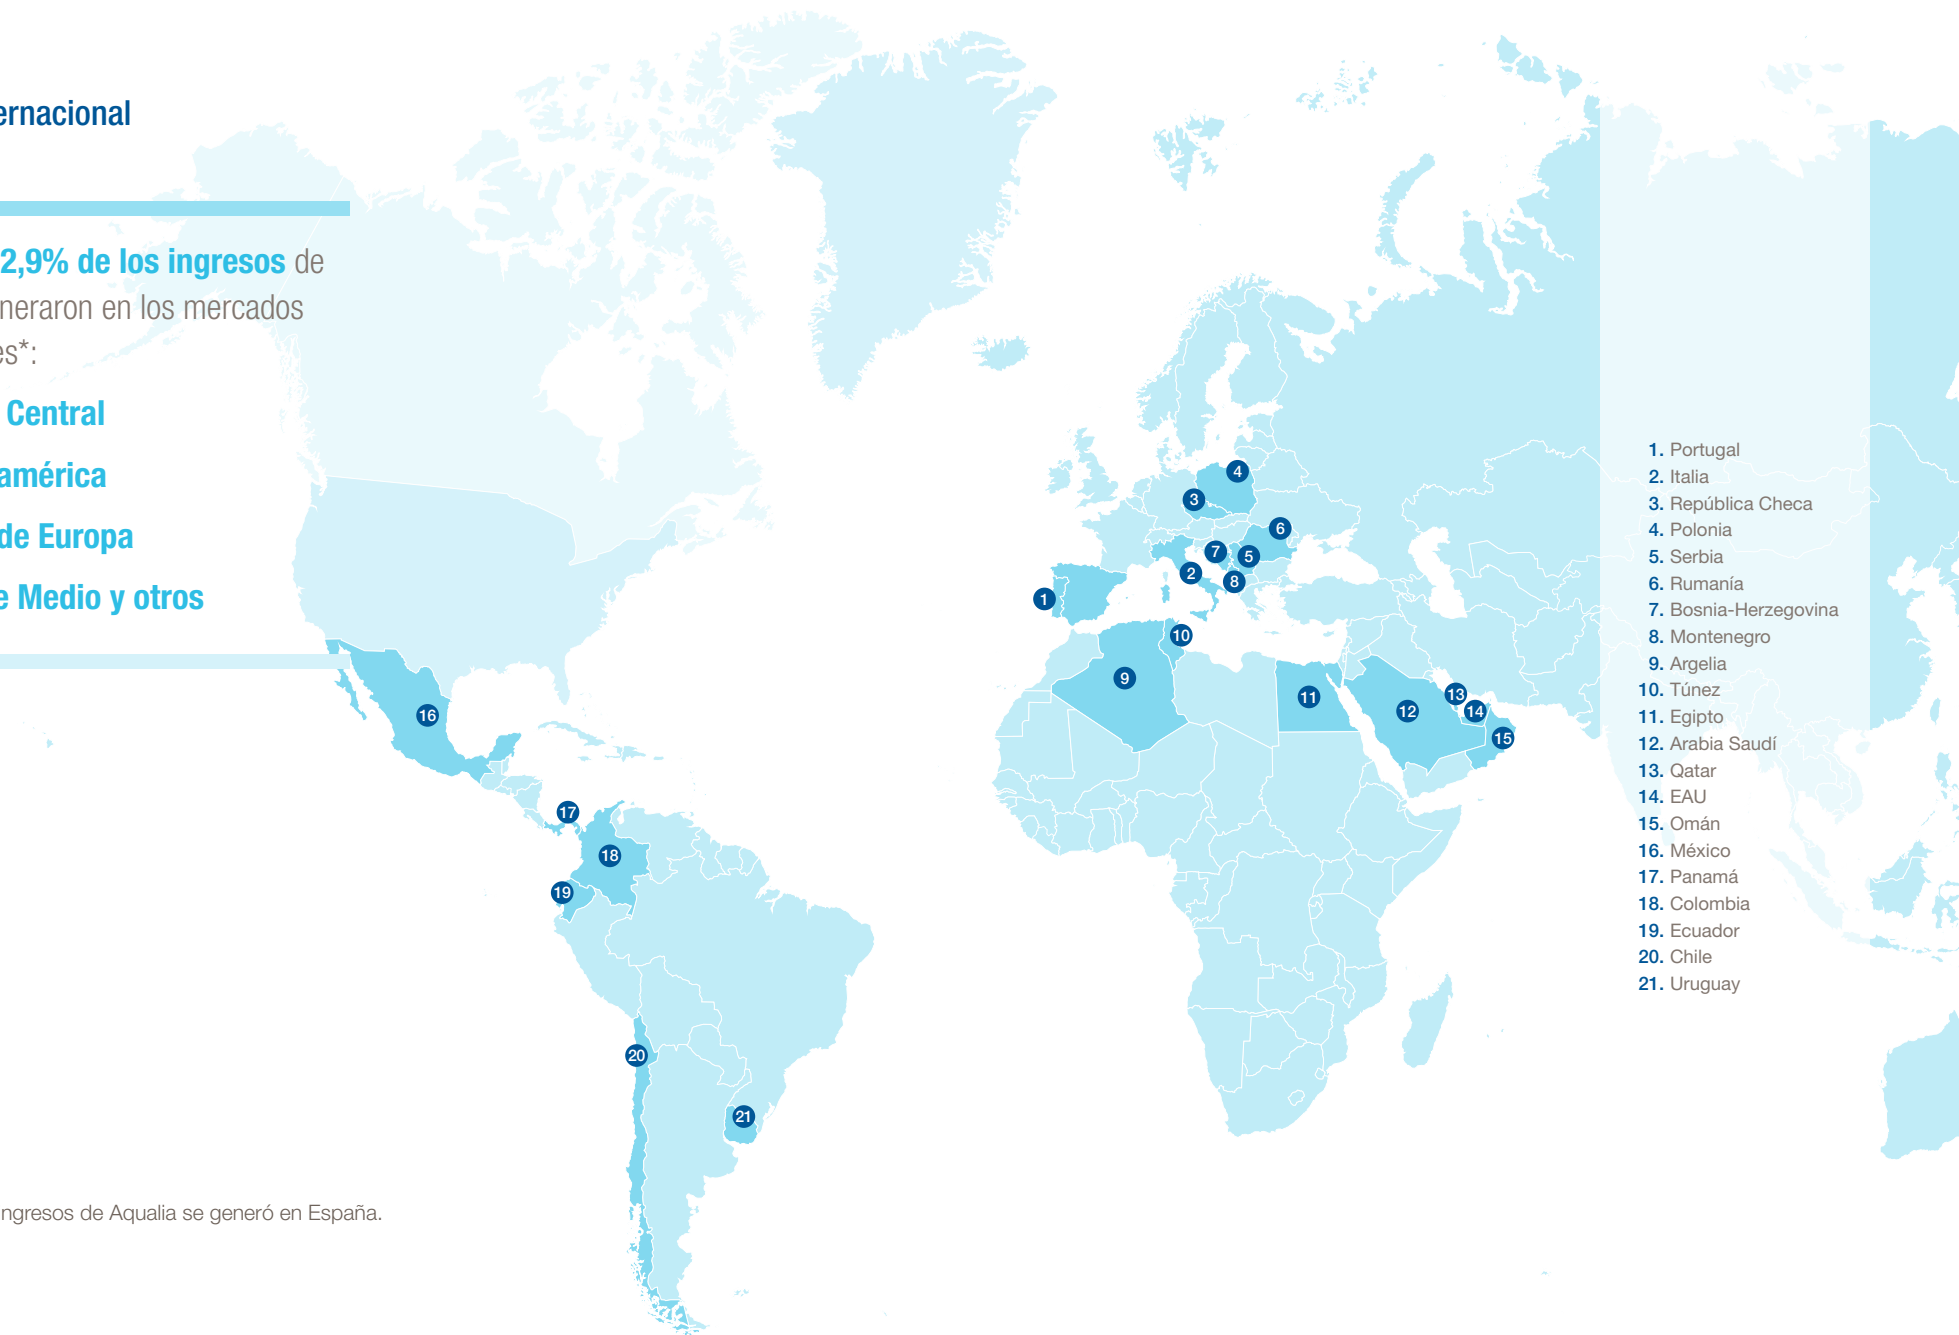 ernacional
2,9% de los ingresos de
neraron en los mercados
es*:
Central
américa
de Europa
e Medio y otros
ngresos de Aqualia se generó en España.
1
2
3
4
5
6
7
8
9
10
11
12
13
14
15
16
17
18
19
20
21
1. Portugal
2. Italia
3. República Checa
4. Polonia
5. Serbia
6. Rumanía
7. Bosnia-Herzegovina
8. Montenegro
9. Argelia
10. Túnez
11. Egipto
12. Arabia Saudí
13. Qatar
14. EAU
15. Omán
16. México
17. Panamá
18. Colombia
19. Ecuador
20. Chile
21. Uruguay